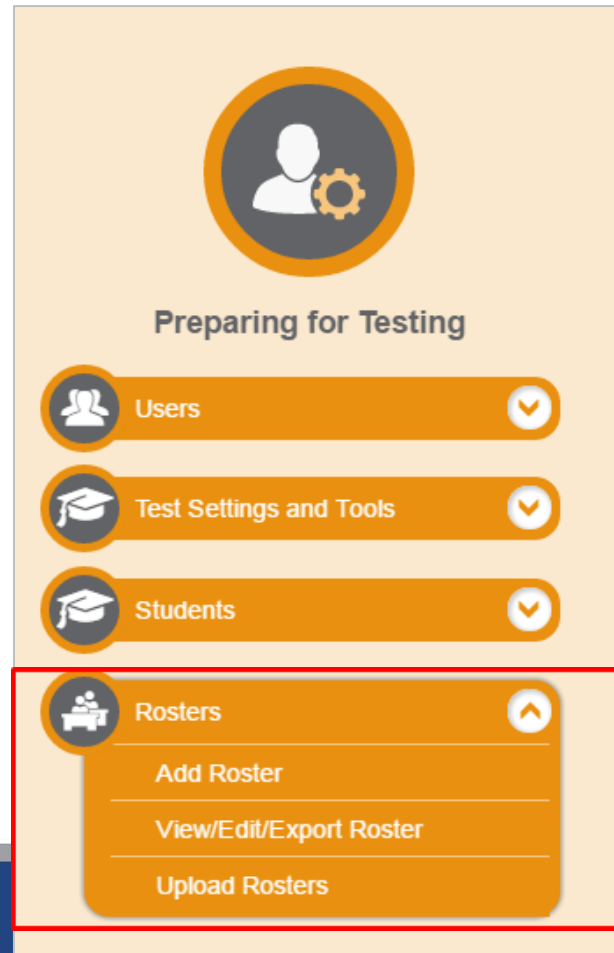 Preparing for Testing
Users
Test Settings and Tools
Students
Rosters
Add Roster
View/Edit/Export Roster
Upload Rosters